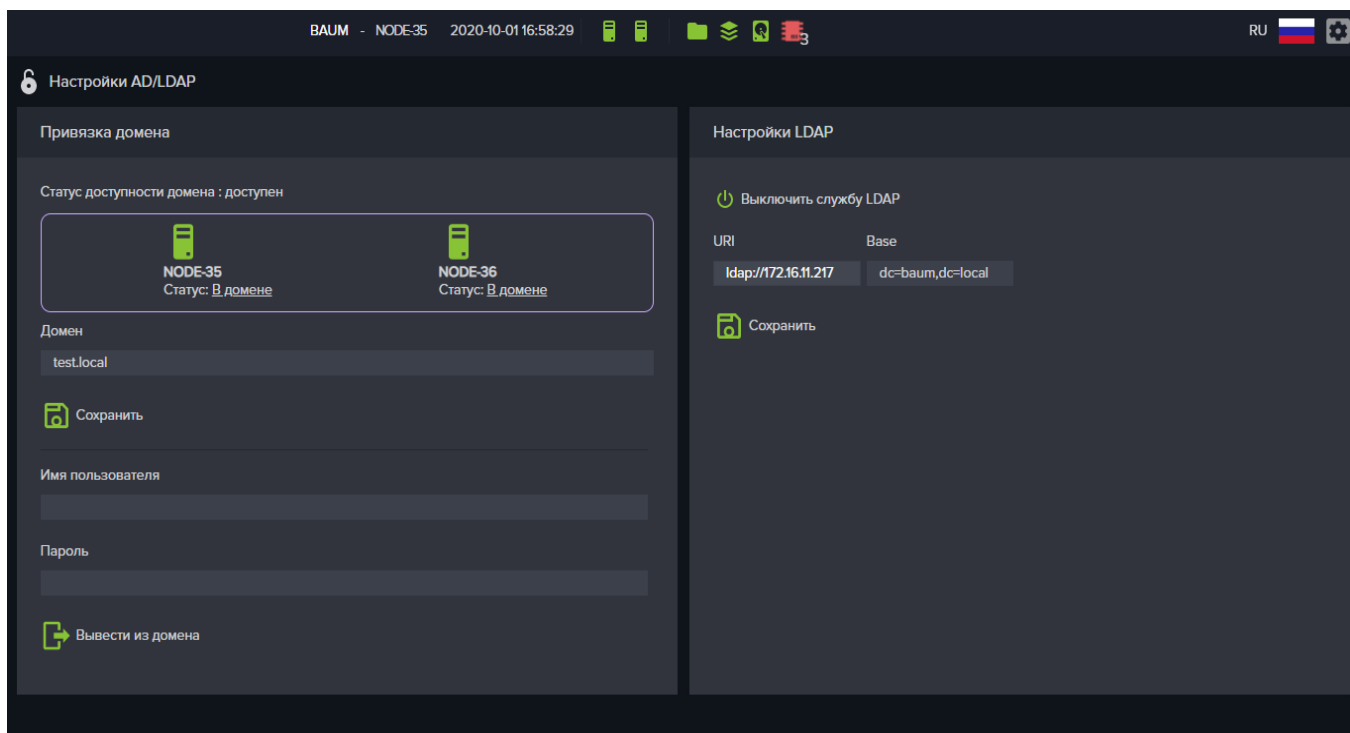 BAUM - NODE-35 2020-10-01 16:58:29 3 RU
Настройки AD/LDAP
Привязка домена
Статус доступности домена : доступен
NODE-35
Статус: В домене
NODE-36
Статус: В домене
Домен
test.local
Сохранить
Имя пользователя
Пароль
Вывести из домена
Настройки LDAP
Выключить службу LDAP
URI Base
ldap://172.16.11.217 dc=baum,dc=local
Сохранить